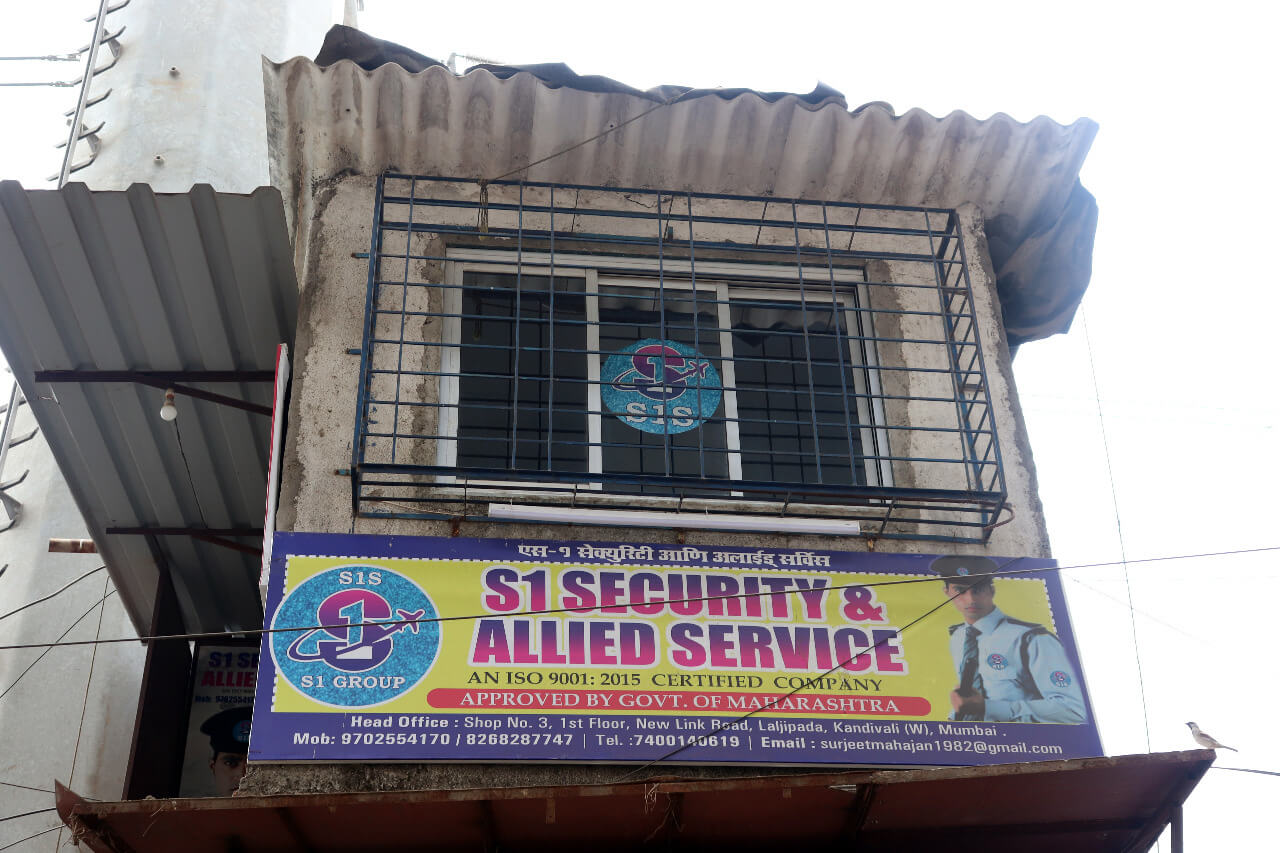 S1S
एस-१ सेक्युरिटी आणि अलाईड् सर्विस
S1S
1
S1 GROUP
S1 SECURITY &
ALLIED SERVICE
AN ISO 9001: 2015 CERTIFIED COMPANY
APPROVED BY GOVT. OF MAHARASHTRA
Head Office : Shop No. 3, 1st Floor, New Link Road, Laljipada, Kandivali (W), Mumbai .
Mob: 9702554170 / 8268287747 | Tel. :7400140619 | Email : surjeetmahajan1982@gmail.com
S1 SE
ALLIE